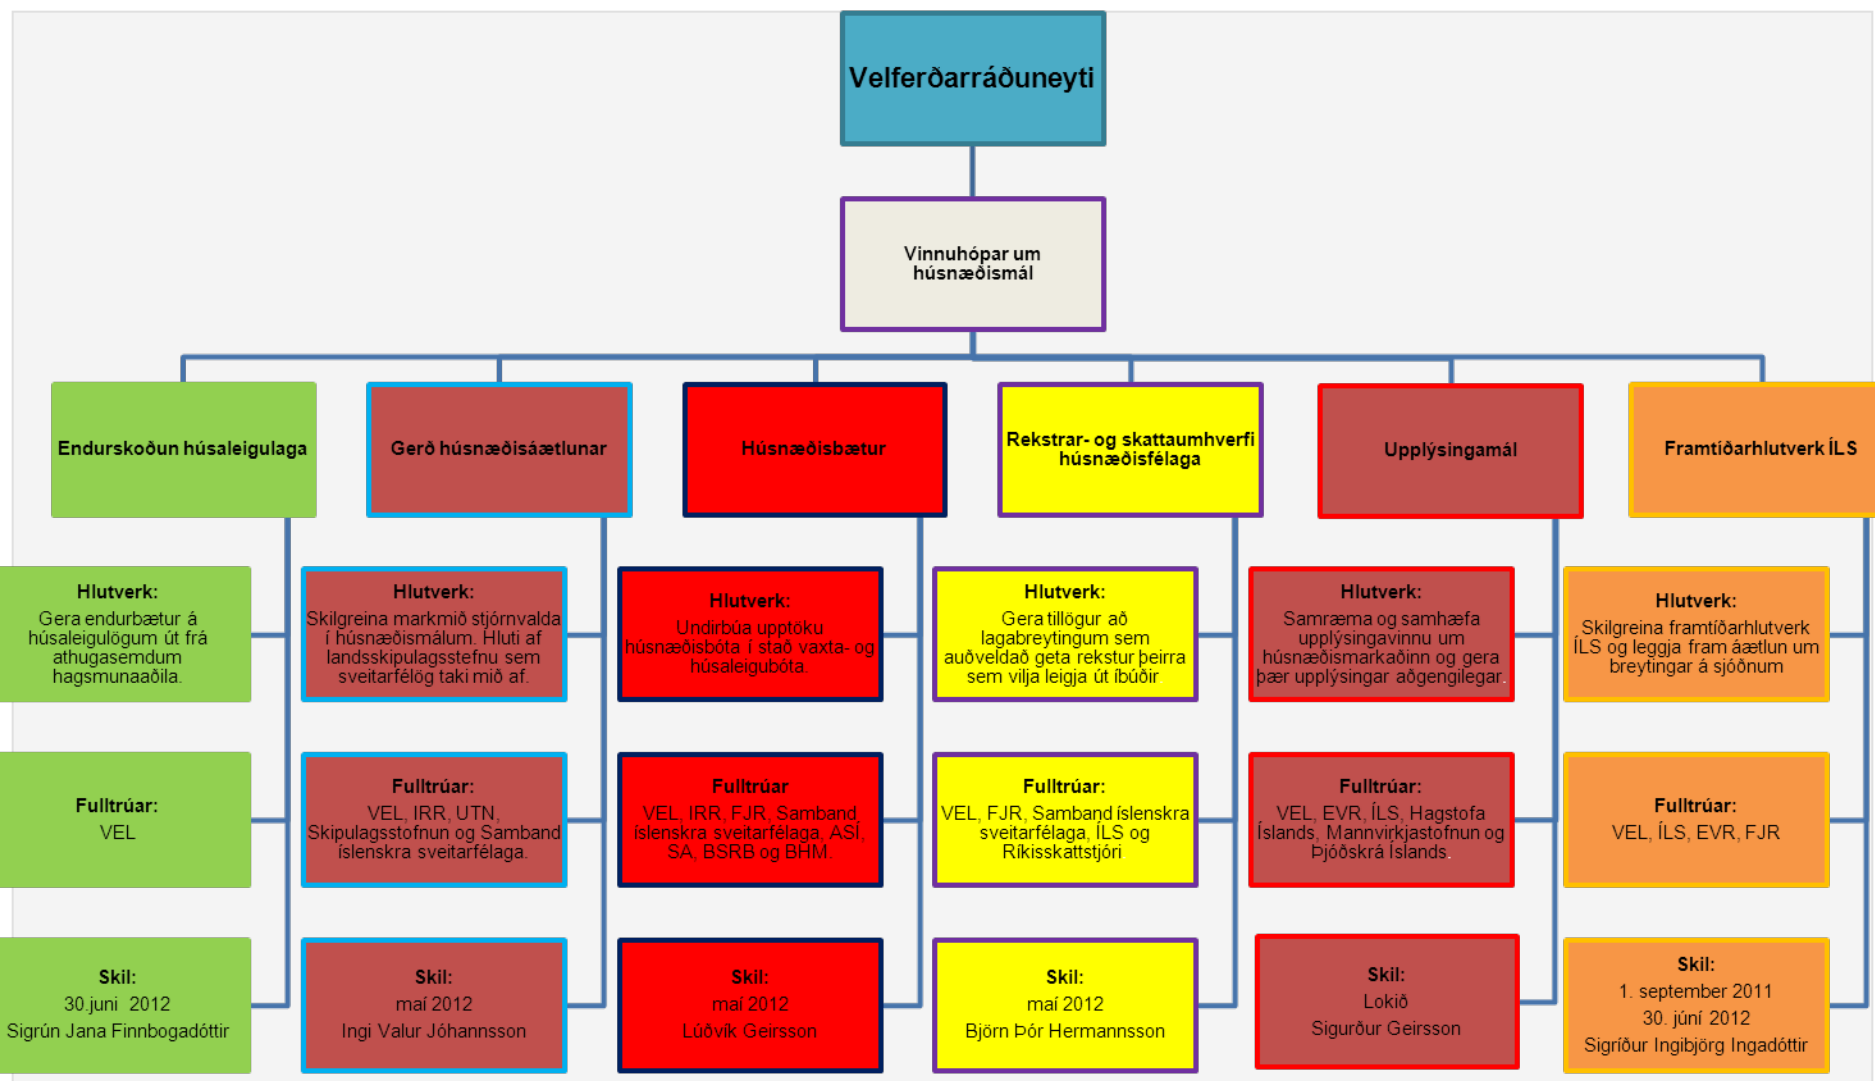 Velferðarráðuneyti
Vinnuhópar um
húsnæðismál
Endurskoðun húsaleigulaga
Gerð húsnæðisáætlunar
Húsnæðisbætur
Rekstrar- og skattaumhverfi
húsnæðisfélaga
Upplýsingamál
Framtíðarhlutverk ÍLS
Hlutverk:
Gera endurbætur á
húsaleigulögum út frá
athugasemdum
hagsmunaaðila.
Hlutverk:
Skilgreina markmið stjórnvalda
í húsnæðismálum. Hluti af
landsskipulagsstefnu sem
sveitarfélög taki mið af.
Hlutverk:
Undirbúa upptöku
húsnæðisbóta í stað vaxta- og
húsaleigubóta.
Hlutverk:
Gera tillögur að
lagabreytingum sem
auðveldað geta rekstur þeirra
sem vilja leigja út íbúðir
Hlutverk:
Samræma og samhæfa
upplýsingavinnu um
húsnæðismarkaðinn og gera
þær upplýsingar aðgengilegar.
Hlutverk:
Skilgreina framtíðarhlutverk
ÍLS og leggja fram áætlun um
breytingar á sjóðnum
Fulltrúar:
VEL
Fulltrúar:
VEL, IRR, UTN,
Skipulagsstofnun og Samband
íslenskra sveitarfélaga.
Fulltrúar
VEL, IRR, FJR, Samband
íslenskra sveitarfélaga, ASÍ,
SA, BSRB og BHM.
Fulltrúar:
VEL, FJR, Samband íslenskra
sveitarfélaga, ÍLS og
Ríkisskattstjóri
Fulltrúar:
VEL, EVR, ÍLS, Hagstofa
Íslands, Mannvirkjastofnun og
Þjóðskrá Íslands.
Fulltrúar:
VEL, ÍLS, EVR, FJR
Skil:
30.juni 2012
Sigrún Jana Finnbogadóttir
Skil:
maí 2012
Ingi Valur Jóhannsson
Skil:
maí 2012
Lúðvík Geirsson
Skil:
maí 2012
Björn Þór Hermannsson
Skil:
Lokið
Sigurður Geirsson
Skil:
1. september 2011
30. júní 2012
Sigríður Ingibjörg Ingadóttir